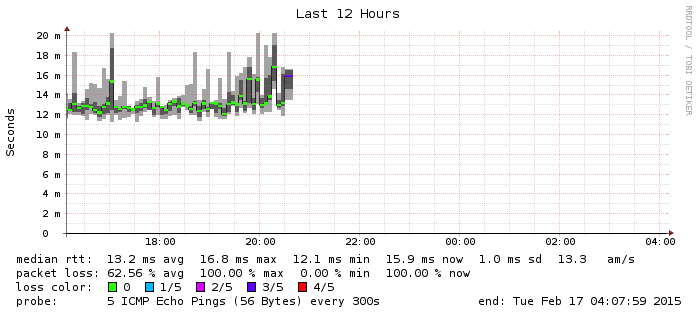 Last 12 Hours
RRDTOOL / TOBI OETIKER
Seconds
20 m
18 m
16 m
14 m
12 m
10 m
8 m
6 m
4 m
2 m
0
18:00 20:00 22:00 00:00 02:00 04:00
median rtt: 13.2 ms avg 16.8 ms max 12.1 ms min 15.9 ms now 1.0 ms sd 13.3 am/s
packet loss: 62.56 % avg 100.00 % max 0.00 % min 100.00 % now
loss color: 0 1/5 2/5 3/5 4/5
probe: 5 ICMP Echo Pings (56 Bytes) every 300s end: Tue Feb 17 04:07:59 2015